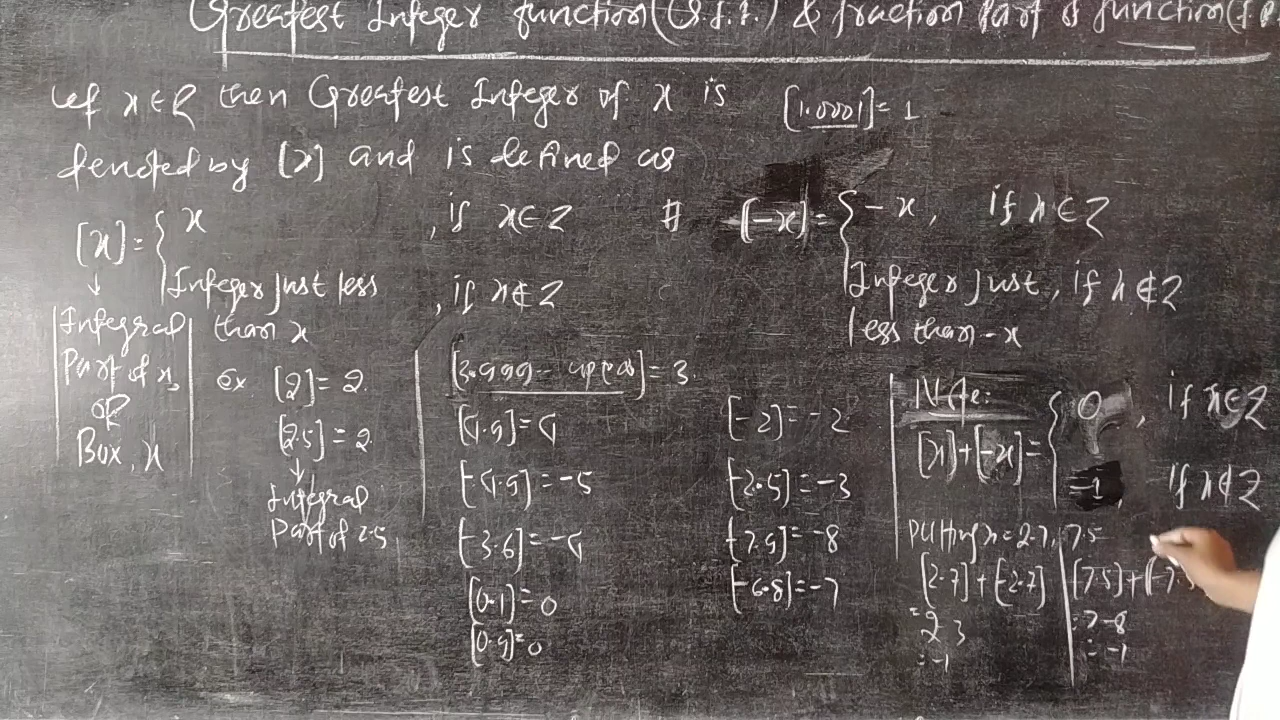 Greatest Integer function(G.I.F.) & fraction Part of function(F.P
Let x∈R then Greatest Integer of x is
[1.0001]= 1
denoted by [x] and is defined as
[x]= { x , if x∈Z
Integer just less , if x∉Z
than x
↓
Integral
Part of x,
or
Box, x
ex [2]= 2.
[2.5]= 2
↓
Integral
Part of 2.5,
[3.999-- up to ∞]= 3
[4.9]=4
[-4.9]=-5
[-3.6]=-4
[0.1]=0
[0.9]=0
# [-x]= { -x, if x∈Z
Integer just , if x∉Z
less than -x
[-2]=-2
[-2.5]=-3
[-7.9]=-8
[-6.8]=-7
Note:
[x]+[-x]= { 0 , if x∈Z
-1 , if x∉Z
Putting x=2.7, 7.5
[2.7]+[-2.7]
=2-3
=-1
[7.5]+[-7.5
=7-8
=-1